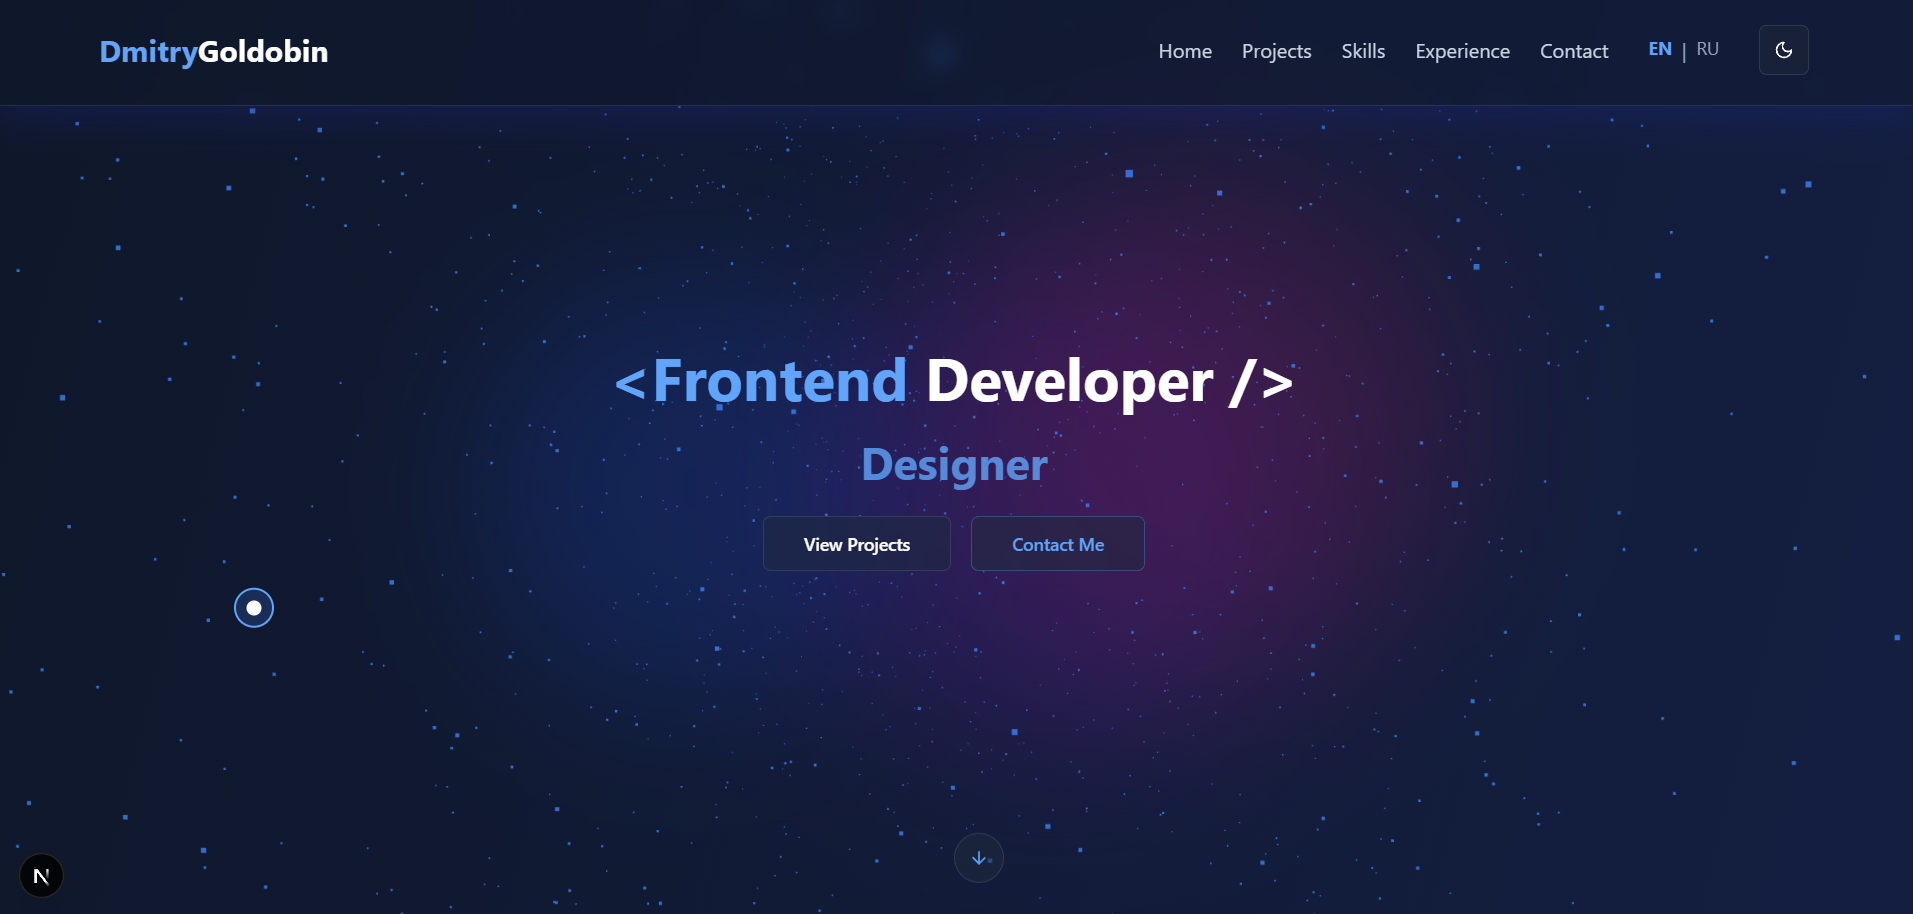 DmitryGoldobin
Home Projects Skills Experience Contact EN | RU
<Frontend Developer />
Designer
View Projects Contact Me
N